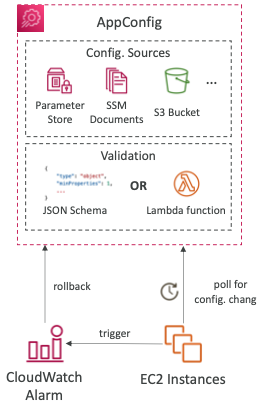 AppConfig
Config. Sources
Parameter
Store
SSM
Documents
S3 Bucket
...
Validation
{
"type": "object",
"minProperties": 1,
...
}
OR
JSON Schema
Lambda function
rollback
poll for
config. chang
trigger
CloudWatch
Alarm
EC2 Instances